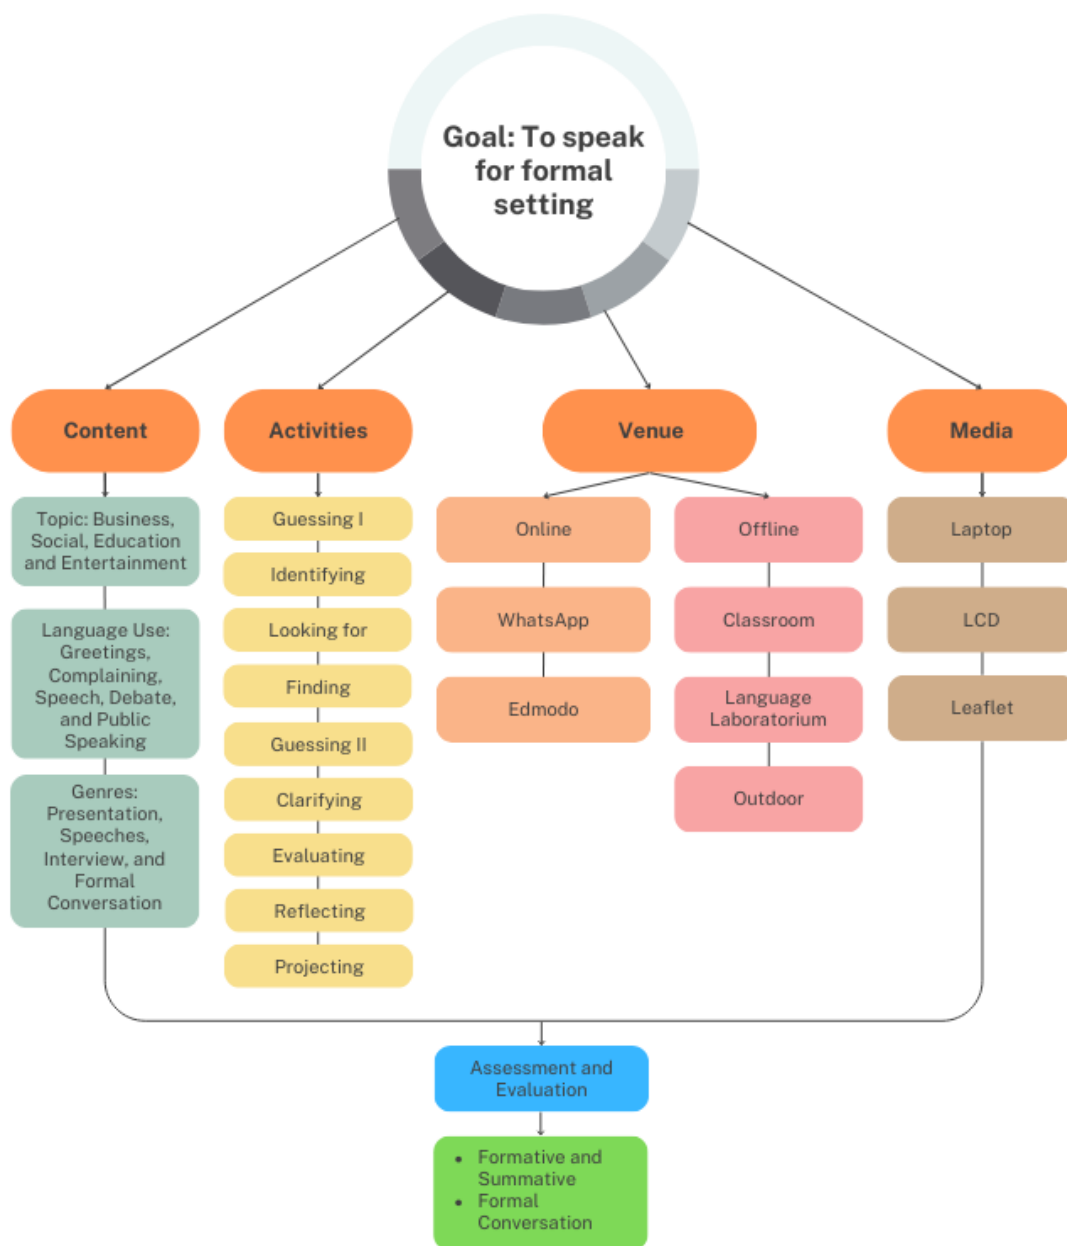 Goal: To speak
for formal
setting
Content
Activities
Venue
Media
Topic: Business,
Social, Education
and Entertainment
Language Use:
Greetings,
Complaining,
Speech, Debate,
and Public
Speaking
Genres:
Presentation,
Speeches,
Interview, and
Formal
Conversation
Guessing I
Identifying
Looking for
Finding
Guessing II
Clarifying
Evaluating
Reflecting
Projecting
Online
WhatsApp
Edmodo
Offline
Classroom
Language
Laboratorium
Outdoor
Laptop
LCD
Leaflet
Assessment and
Evaluation
• Formative and
Summative
• Formal
Conversation